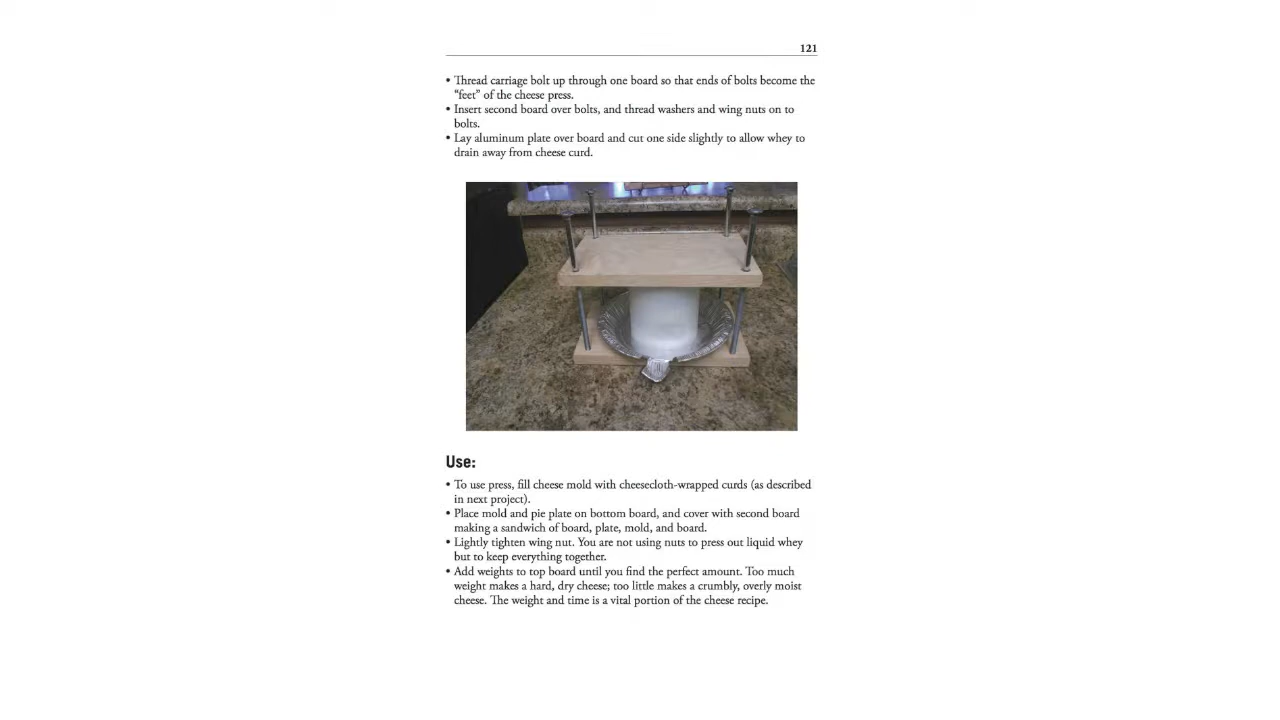 121
• Thread carriage bolt up through one board so that ends of bolts become the
“feet” of the cheese press.
• Insert second board over bolts, and thread washers and wing nuts on to
bolts.
• Lay aluminum plate over board and cut one side slightly to allow whey to
drain away from cheese curd.
Use:
• To use press, fill cheese mold with cheesecloth-wrapped curds (as described
in next project).
• Place mold and pie plate on bottom board, and cover with second board
making a sandwich of board, plate, mold, and board.
• Lightly tighten wing nut. You are not using nuts to press out liquid whey
but to keep everything together.
• Add weights to top board until you find the perfect amount. Too much
weight makes a hard, dry cheese; too little makes a crumbly, overly moist
cheese. The weight and time is a vital portion of the cheese recipe.